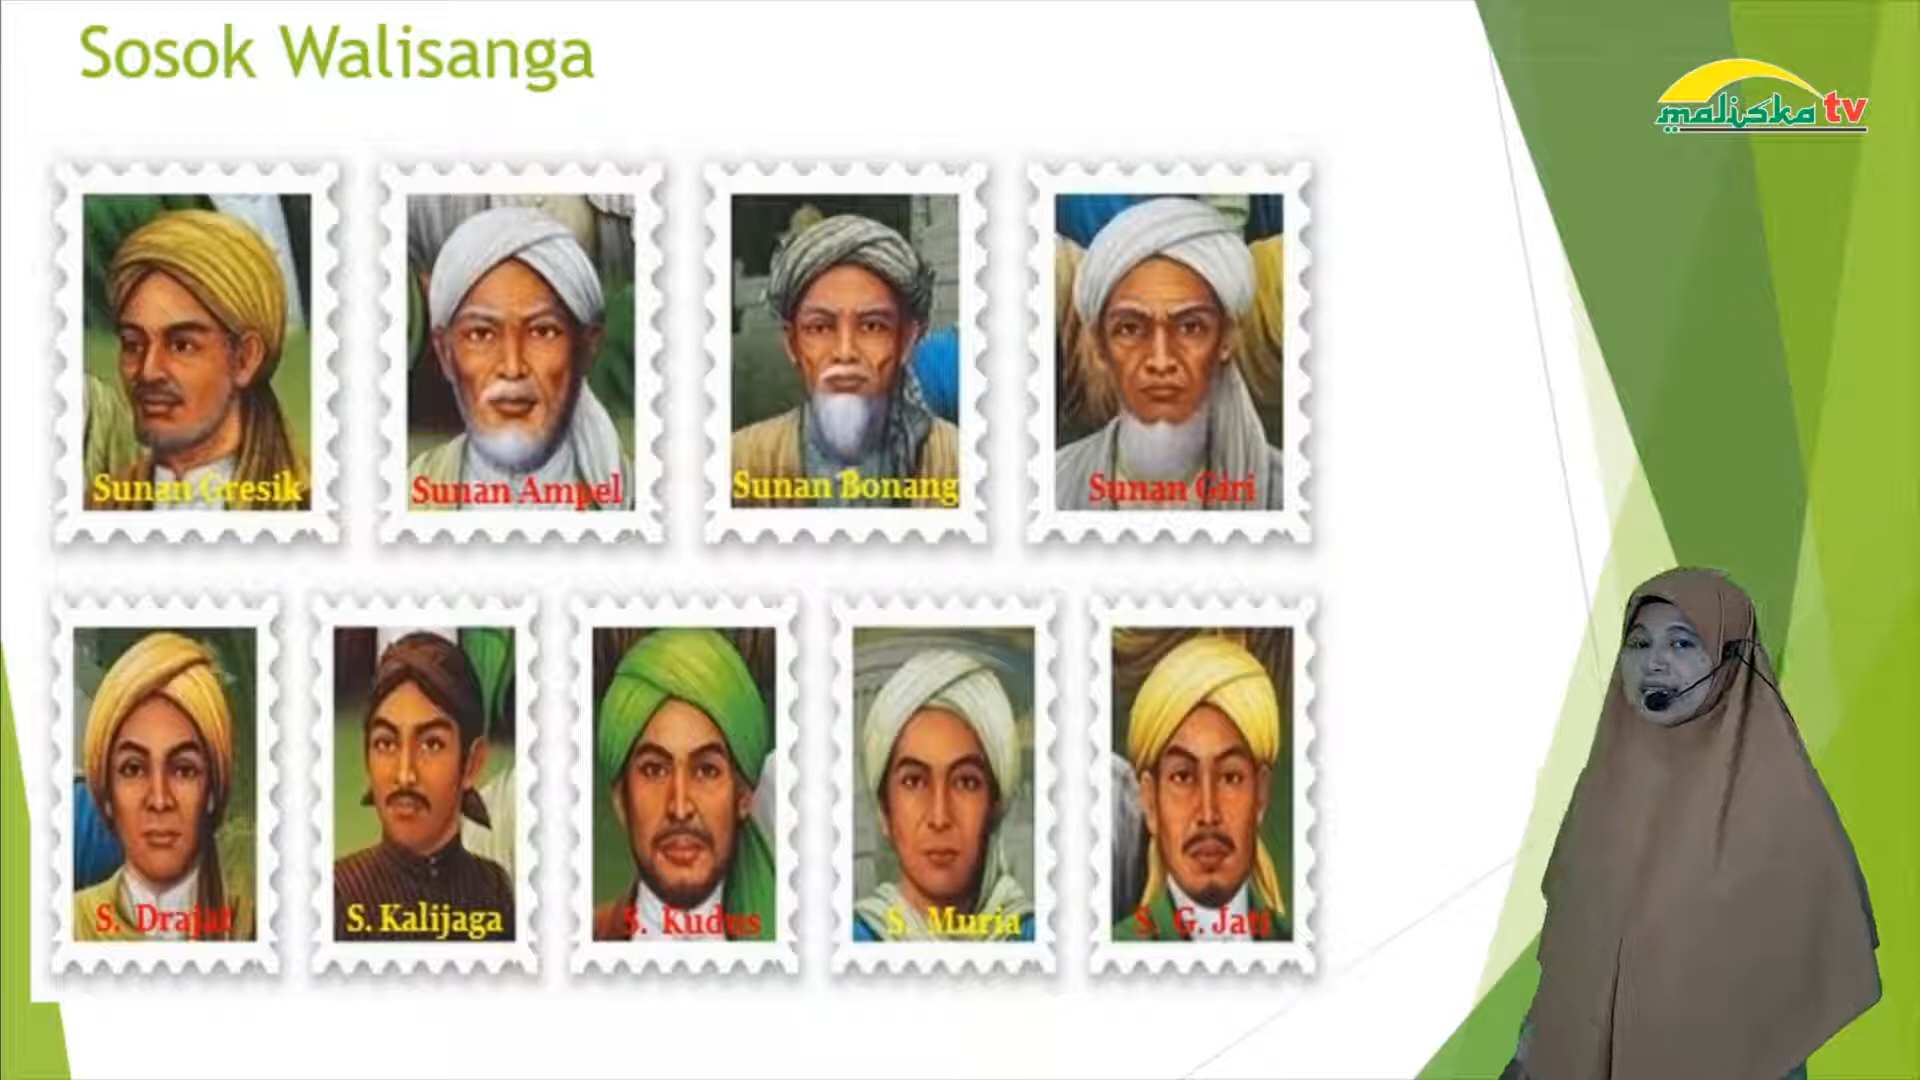 Sosok Walisanga
maliska tv
Sunan Gresik
Sunan Ampel
Sunan Bonang
Sunan Giri
S. Drajat
S. Kalijaga
S. Kudus
S. Muria
S. G. Jati